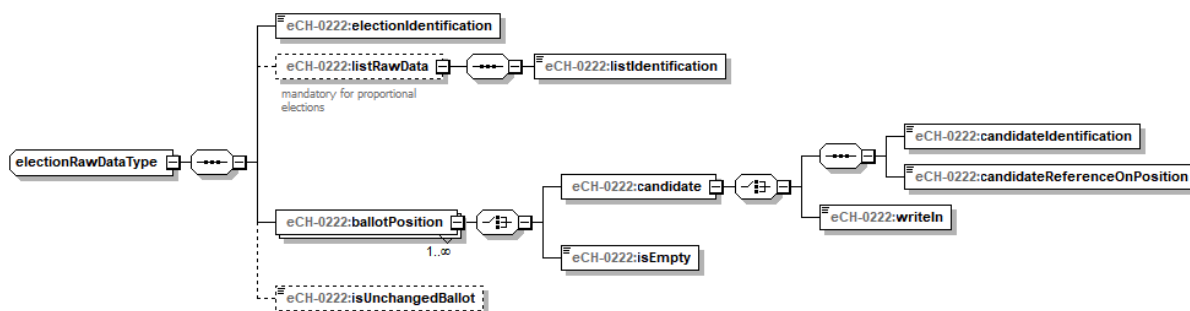 eCH-0222:electionIdentification
eCH-0222:listRawData
eCH-0222:listIdentification
mandatory for proportional
elections
electionRawDataType
eCH-0222:candidateIdentification
eCH-0222:candidateReferenceOnPosition
eCH-0222:candidate
eCH-0222:writeIn
eCH-0222:ballotPosition
1..∞
eCH-0222:isEmpty
eCH-0222:isUnchangedBallot